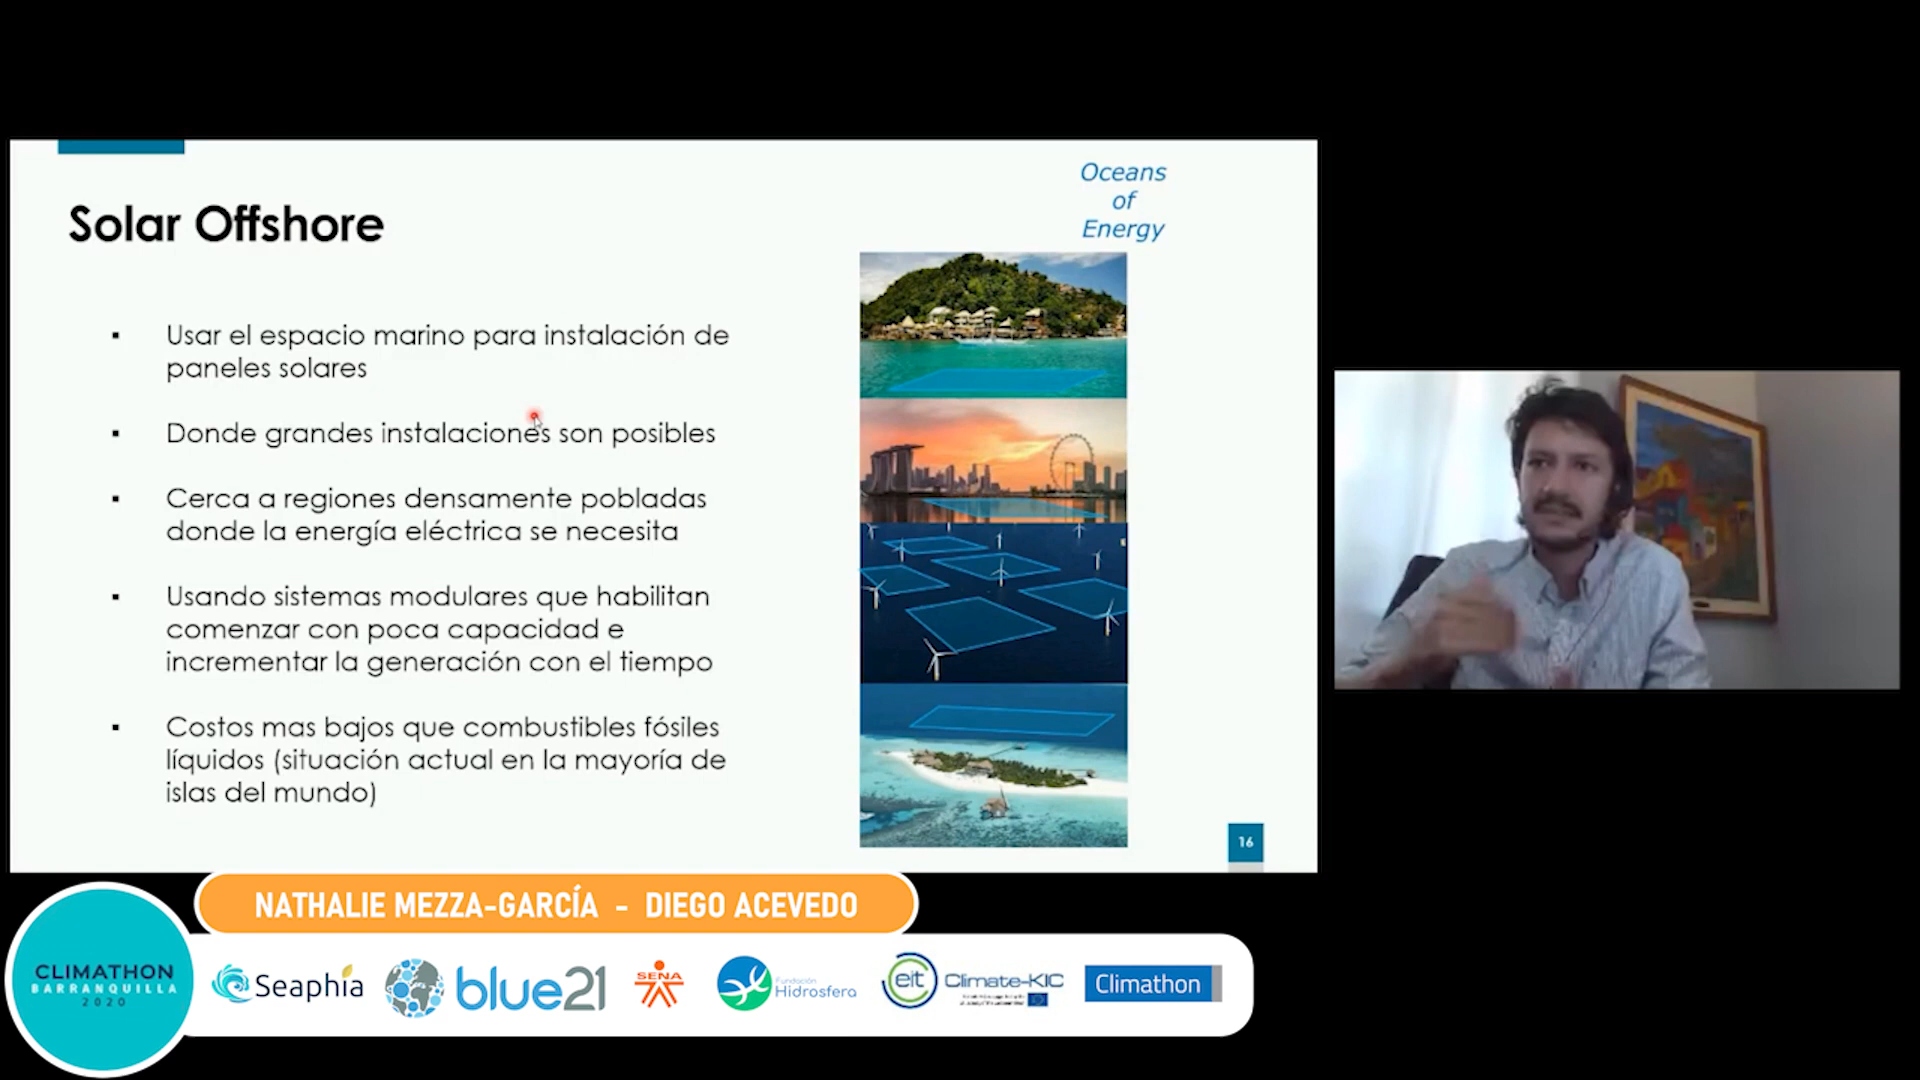 Oceans
of
Energy
Solar Offshore
▪ Usar el espacio marino para instalación de
paneles solares
▪ Donde grandes instalaciones son posibles
▪ Cerca a regiones densamente pobladas
donde la energía eléctrica se necesita
▪ Usando sistemas modulares que habilitan
comenzar con poca capacidad e
incrementar la generación con el tiempo
▪ Costos mas bajos que combustibles fósiles
líquidos (situación actual en la mayoría de
islas del mundo)
16
NATHALIE MEZZA-GARCÍA - DIEGO ACEVEDO
CLIMATHON
BARRANQUILLA
2020
Seaphia
blue21
SENA
Fundación
Hidrosfera
eit Climate-KIC
Climathon